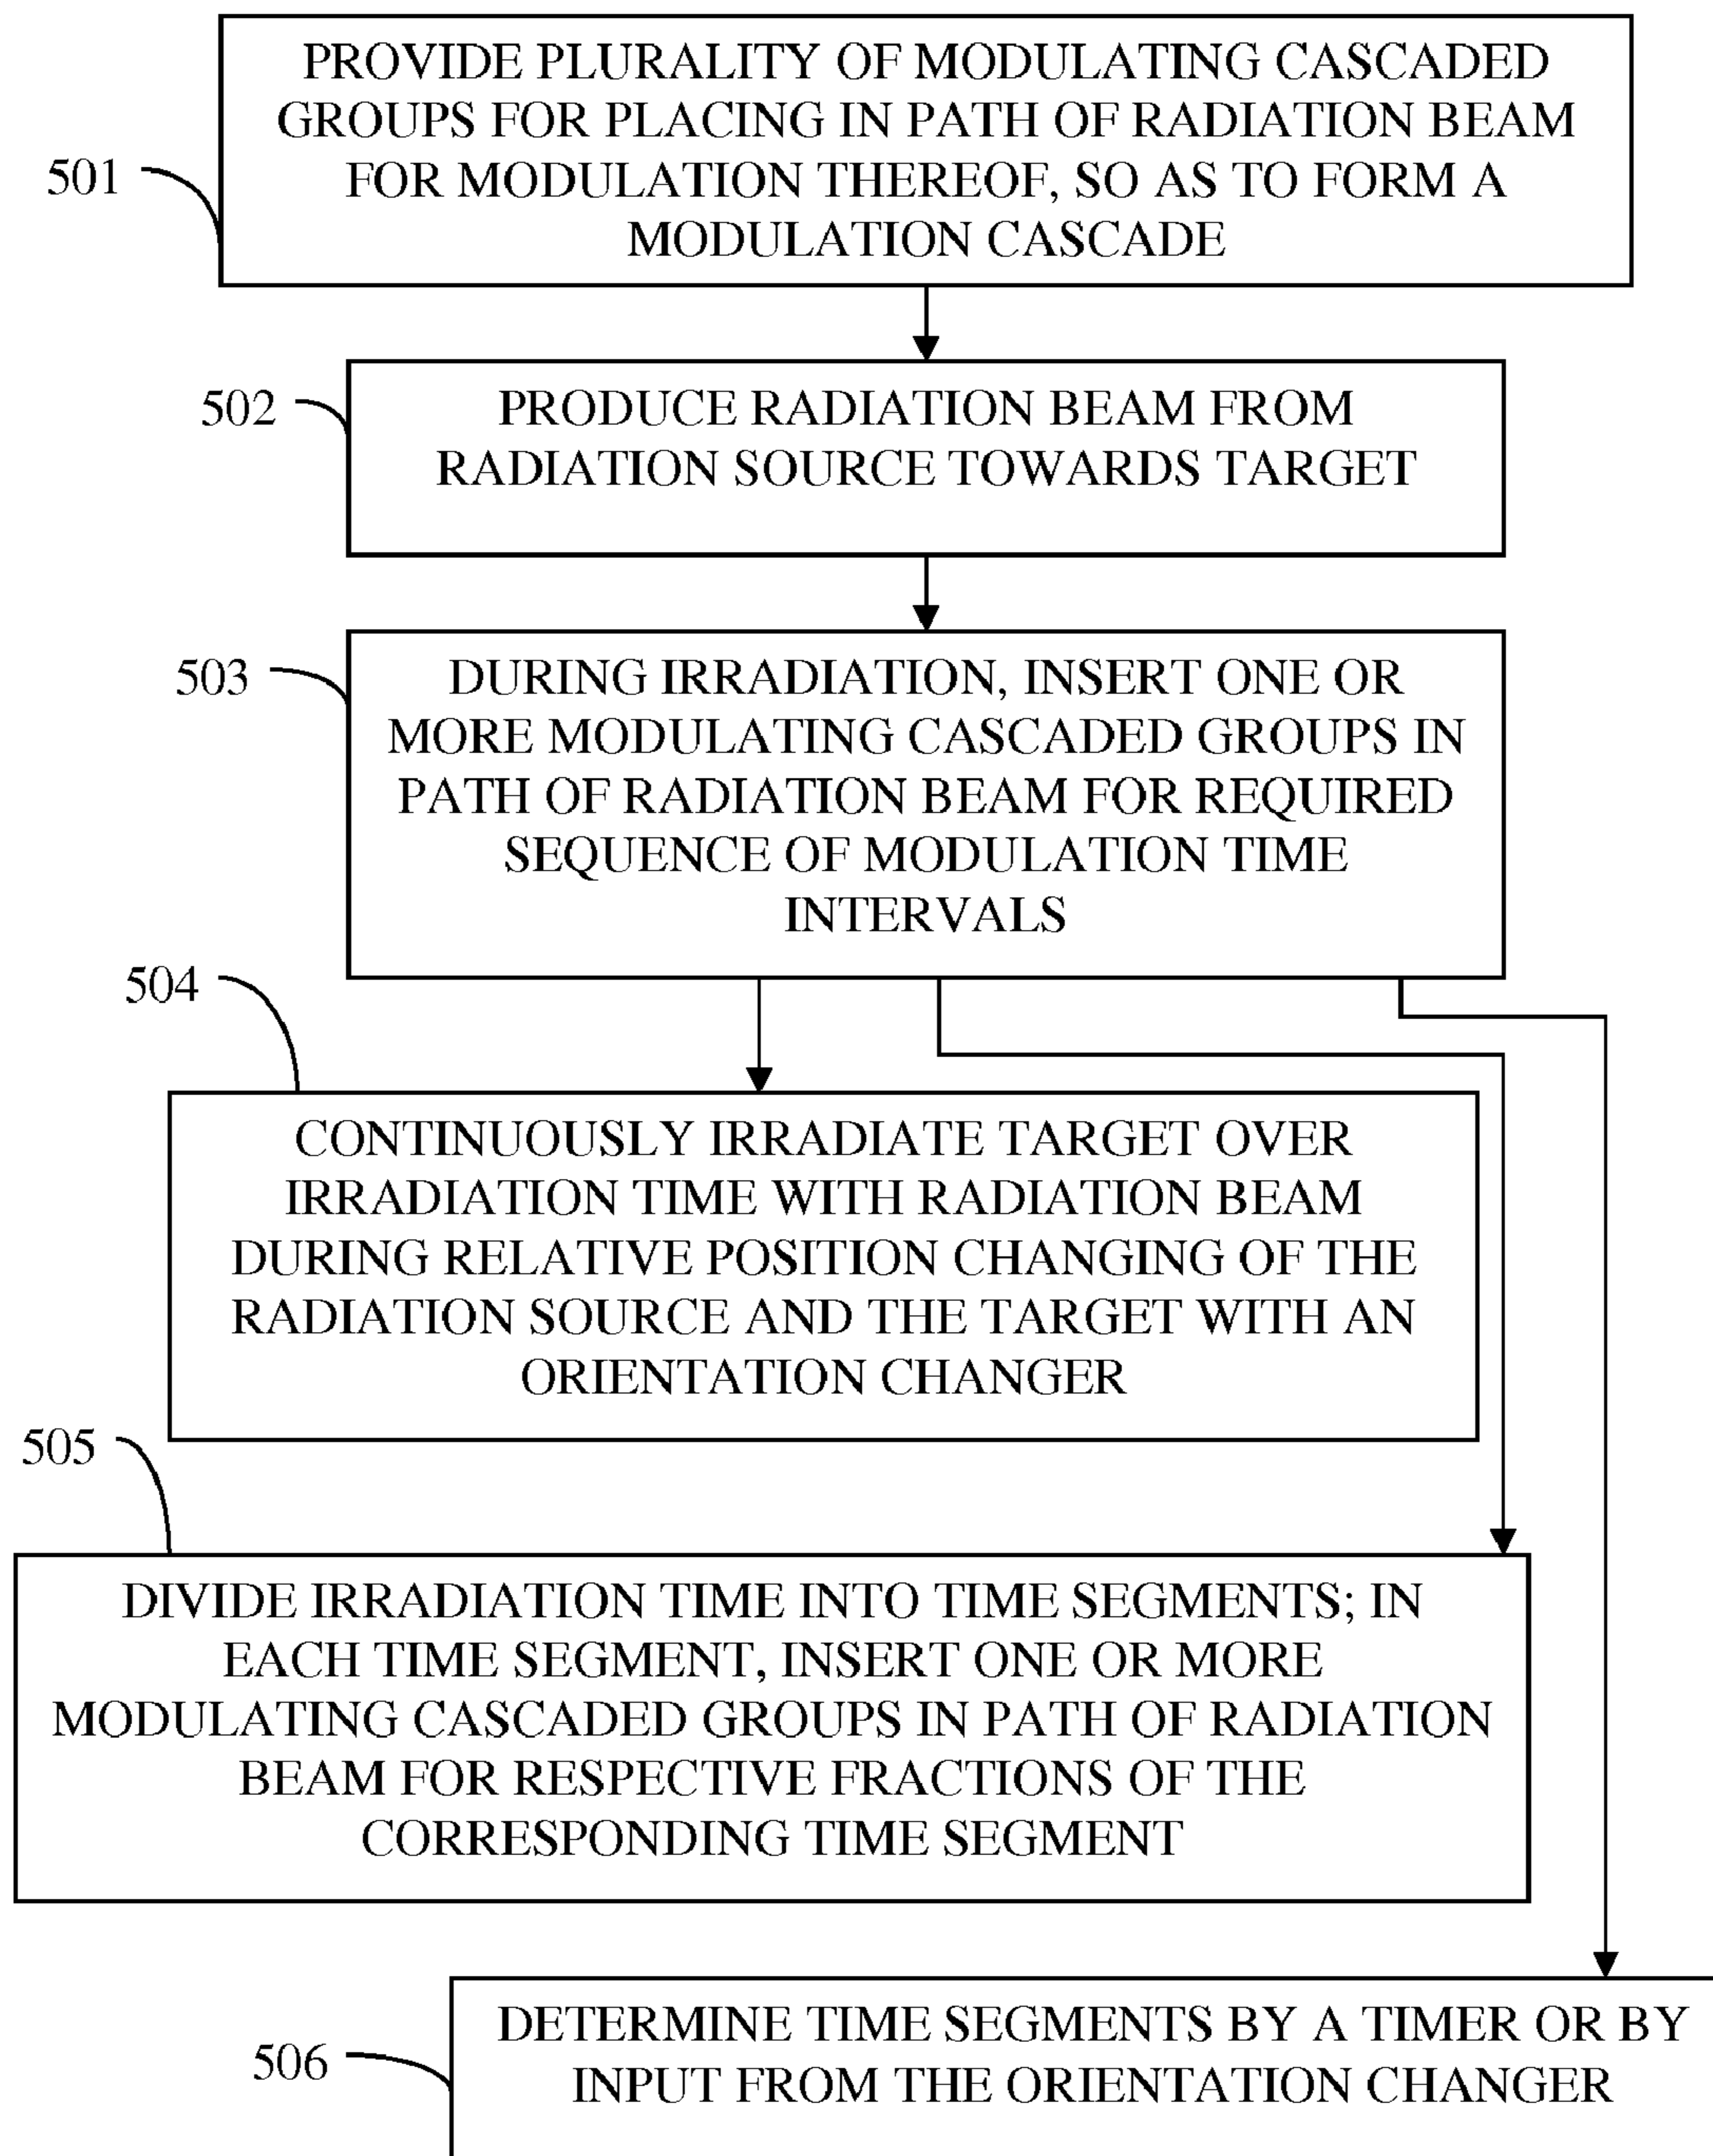 PROVIDE PLURALITY OF MODULATING CASCADED
GROUPS FOR PLACING IN PATH OF RADIATION BEAM
FOR MODULATION THEREOF, SO AS TO FORM A
MODULATION CASCADE
501
PRODUCE RADIATION BEAM FROM
RADIATION SOURCE TOWARDS TARGET
502
DURING IRRADIATION, INSERT ONE OR
MORE MODULATING CASCADED GROUPS IN
PATH OF RADIATION BEAM FOR REQUIRED
SEQUENCE OF MODULATION TIME
INTERVALS
503
504
CONTINUOUSLY IRRADIATE TARGET OVER
IRRADIATION TIME WITH RADIATION BEAM
DURING RELATIVE POSITION CHANGING OF THE
RADIATION SOURCE AND THE TARGET WITH AN
ORIENTATION CHANGER
505
DIVIDE IRRADIATION TIME INTO TIME SEGMENTS; IN
EACH TIME SEGMENT, INSERT ONE OR MORE
MODULATING CASCADED GROUPS IN PATH OF RADIATION
BEAM FOR RESPECTIVE FRACTIONS OF THE
CORRESPONDING TIME SEGMENT
DETERMINE TIME SEGMENTS BY A TIMER OR BY
INPUT FROM THE ORIENTATION CHANGER
506